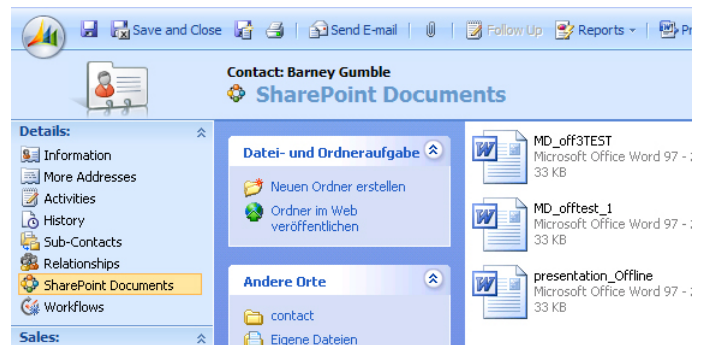 Save and Close
Send E-mail
Follow Up
Reports
Contact: Barney Gumble
SharePoint Documents
Details:
Information
More Addresses
Activities
History
Sub-Contacts
Relationships
SharePoint Documents
Workflows
Sales:
Datei- und Ordneraufgabe
Neuen Ordner erstellen
Ordner im Web
veröffentlichen
Andere Orte
contact
Eigene Dateien
MD_off3TEST
Microsoft Office Word 97 -
33 KB
MD_offtest_1
Microsoft Office Word 97 -
33 KB
presentation_Offline
Microsoft Office Word 97 -
33 KB